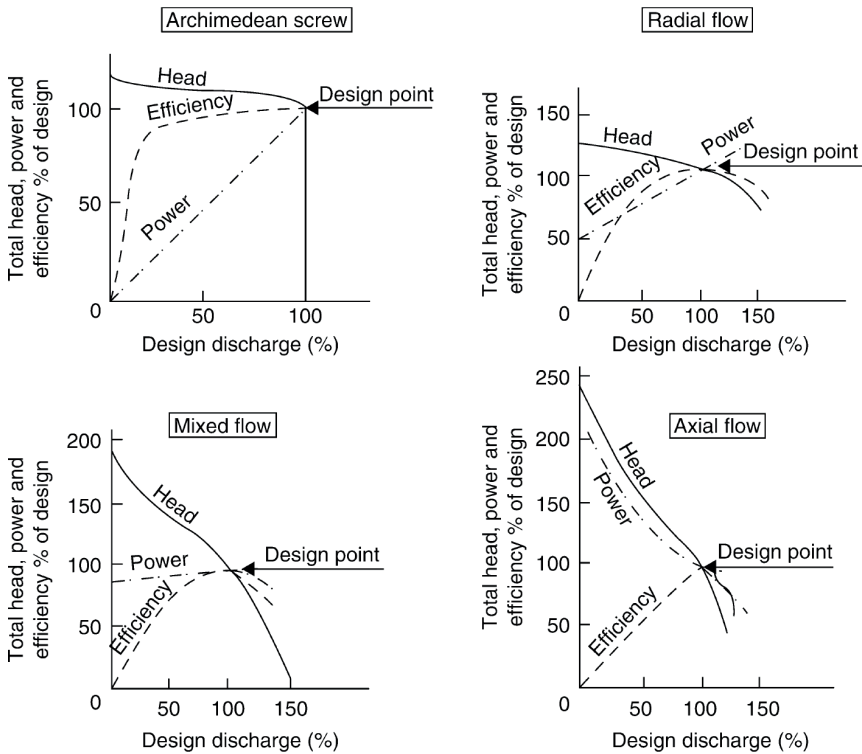 Archimedean screw
Total head, power and
efficiency % of design
100
50
0
Head
Efficiency
Power
Design point
50
100
Design discharge (%)
Radial flow
Total head, power and
efficiency % of design
150
100
50
0
Head
Power
Efficiency
Design point
50
100
150
Design discharge (%)
Mixed flow
Total head, power and
efficiency % of design
200
150
100
50
0
Head
Power
Efficiency
Design point
50
100
150
Design discharge (%)
Axial flow
Total head, power and
efficiency % of design
250
200
150
100
50
0
Head
Power
Efficiency
Design point
50
100
150
Design discharge (%)